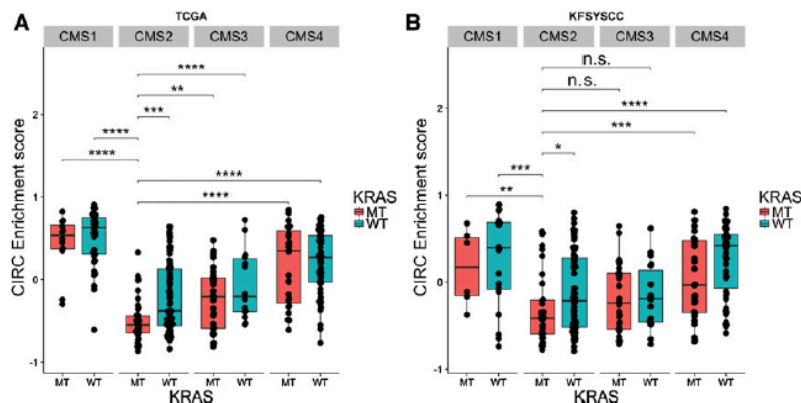 A
TCGA
CMS1 CMS2 CMS3 CMS4
CIRC Enrichment score
2
1
0
-1
****
**
***
****
****
****
****
KRAS
MT
WT
MT WT MT WT MT WT MT WT
KRAS
B
KFSYSCC
CMS1 CMS2 CMS3 CMS4
CIRC Enrichment score
2
1
0
-1
n.s.
n.s.
****
***
*
***
**
KRAS
MT
WT
MT WT MT WT MT WT MT WT
KRAS